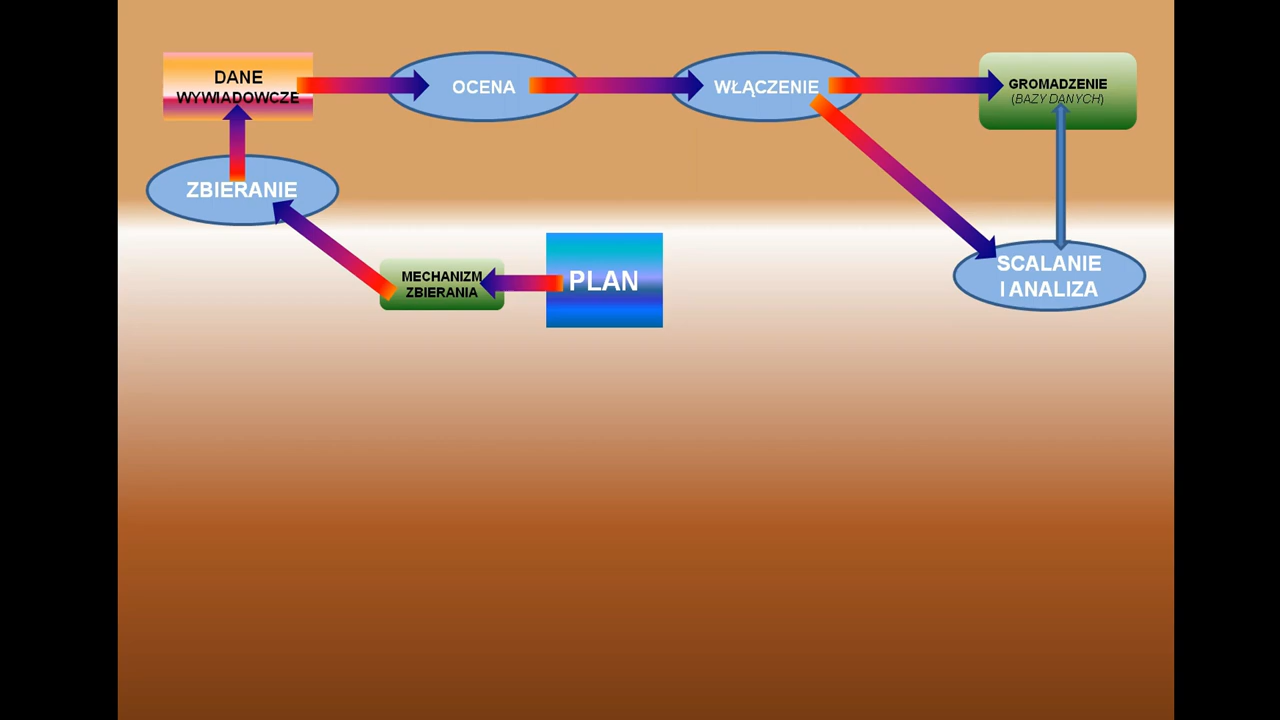 DANE
WYWIADOWCZE
OCENA
WŁĄCZENIE
GROMADZENIE
(BAZY DANYCH)
ZBIERANIE
MECHANIZM
ZBIERANIA
PLAN
SCALANIE
I ANALIZA